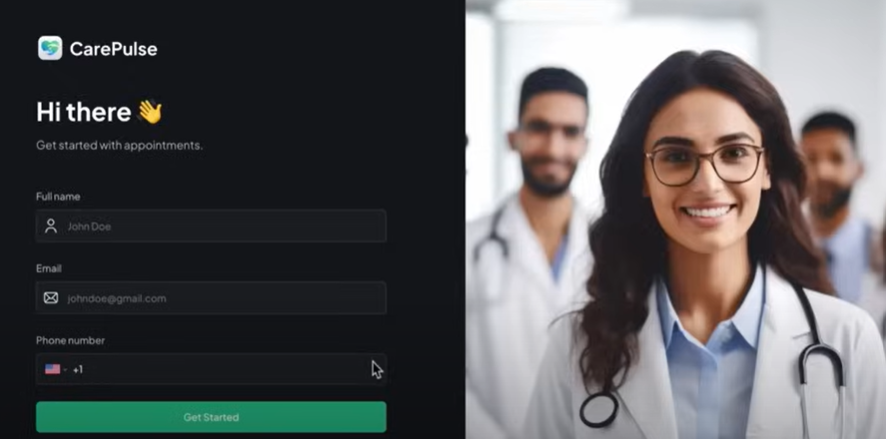 CarePulse
Hi there 👋
Get started with appointments.
Full name
John Doe
Email
johndoe@gmail.com
Phone number
+1
Get Started